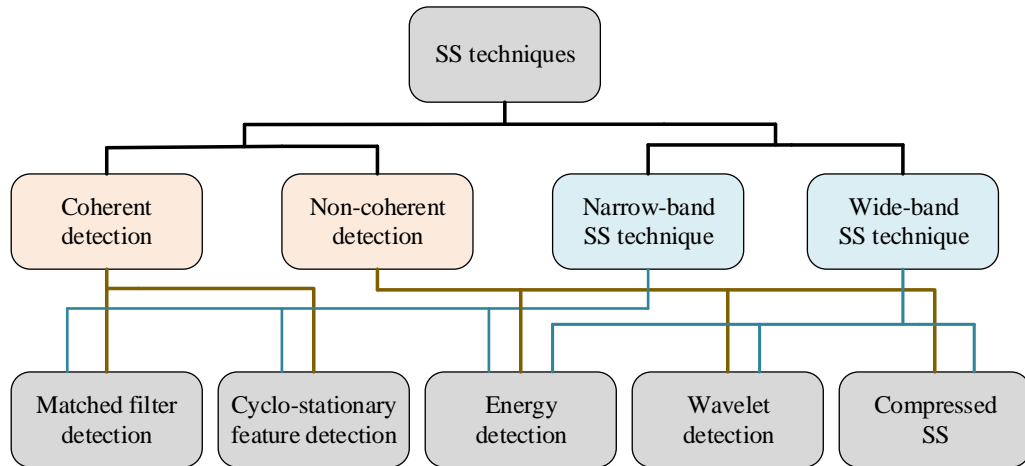 SS techniques
Coherent
detection
Non-coherent
detection
Narrow-band
SS technique
Wide-band
SS technique
Matched filter
detection
Cyclo-stationary
feature detection
Energy
detection
Wavelet
detection
Compressed
SS